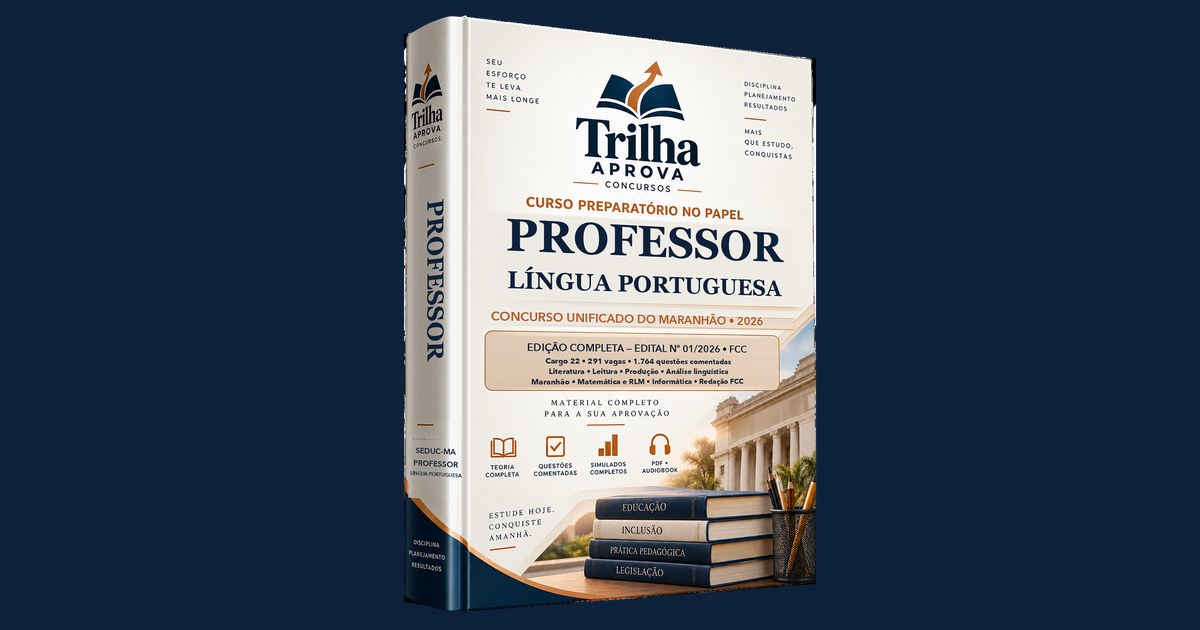 Trilha
APROVA
CONCURSOS
PROFESSOR
SEDUC-MA
PROFESSOR
LÍNGUA PORTUGUESA
DISCIPLINA
PLANEJAMENTO
RESULTADOS
SEU
ESFORÇO
TE LEVA
MAIS LONGE
Trilha
APROVA
CONCURSOS
DISCIPLINA
PLANEJAMENTO
RESULTADOS
MAIS
QUE ESTUDO,
CONQUISTAS
CURSO PREPARATÓRIO NO PAPEL
PROFESSOR
LÍNGUA PORTUGUESA
CONCURSO UNIFICADO DO MARANHÃO • 2026
EDIÇÃO COMPLETA – EDITAL Nº 01/2026 • FCC
Cargo 22 • 291 vagas • 1.764 questões comentadas
Literatura • Leitura • Produção • Análise linguística
Maranhão • Matemática e RLM • Informática • Redação FCC
MATERIAL COMPLETO
PARA A SUA APROVAÇÃO
TEORIA
COMPLETA
QUESTÕES
COMENTADAS
SIMULADOS
COMPLETOS
PDF +
AUDIOBOOK
ESTUDE HOJE.
CONQUISTE
AMANHÃ.
EDUCAÇÃO
INCLUSÃO
PRÁTICA PEDAGÓGICA
LEGISLAÇÃO